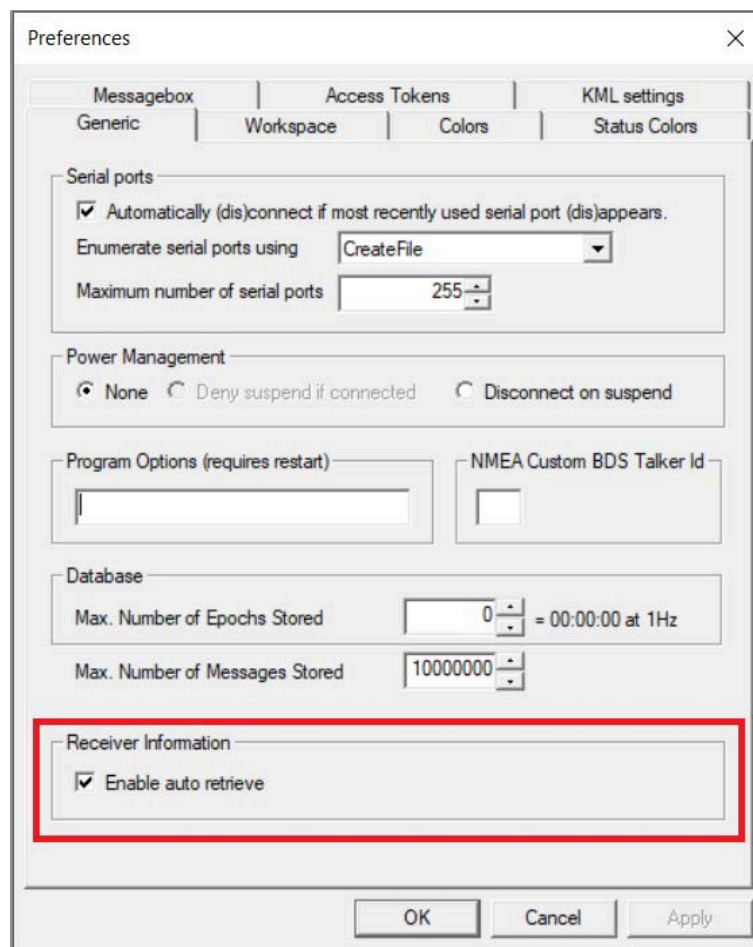 Preferences
Messagebox Access Tokens KML settings
Generic Workspace Colors Status Colors
Serial ports
Automatically (dis)connect if most recently used serial port (dis)appears.
Enumerate serial ports using CreateFile
Maximum number of serial ports 255
Power Management
None Deny suspend if connected Disconnect on suspend
Program Options (requires restart) NMEA Custom BDS Talker Id
Database
Max. Number of Epochs Stored 0 = 00:00:00 at 1Hz
Max. Number of Messages Stored 10000000
Receiver Information
Enable auto retrieve
OK Cancel Apply